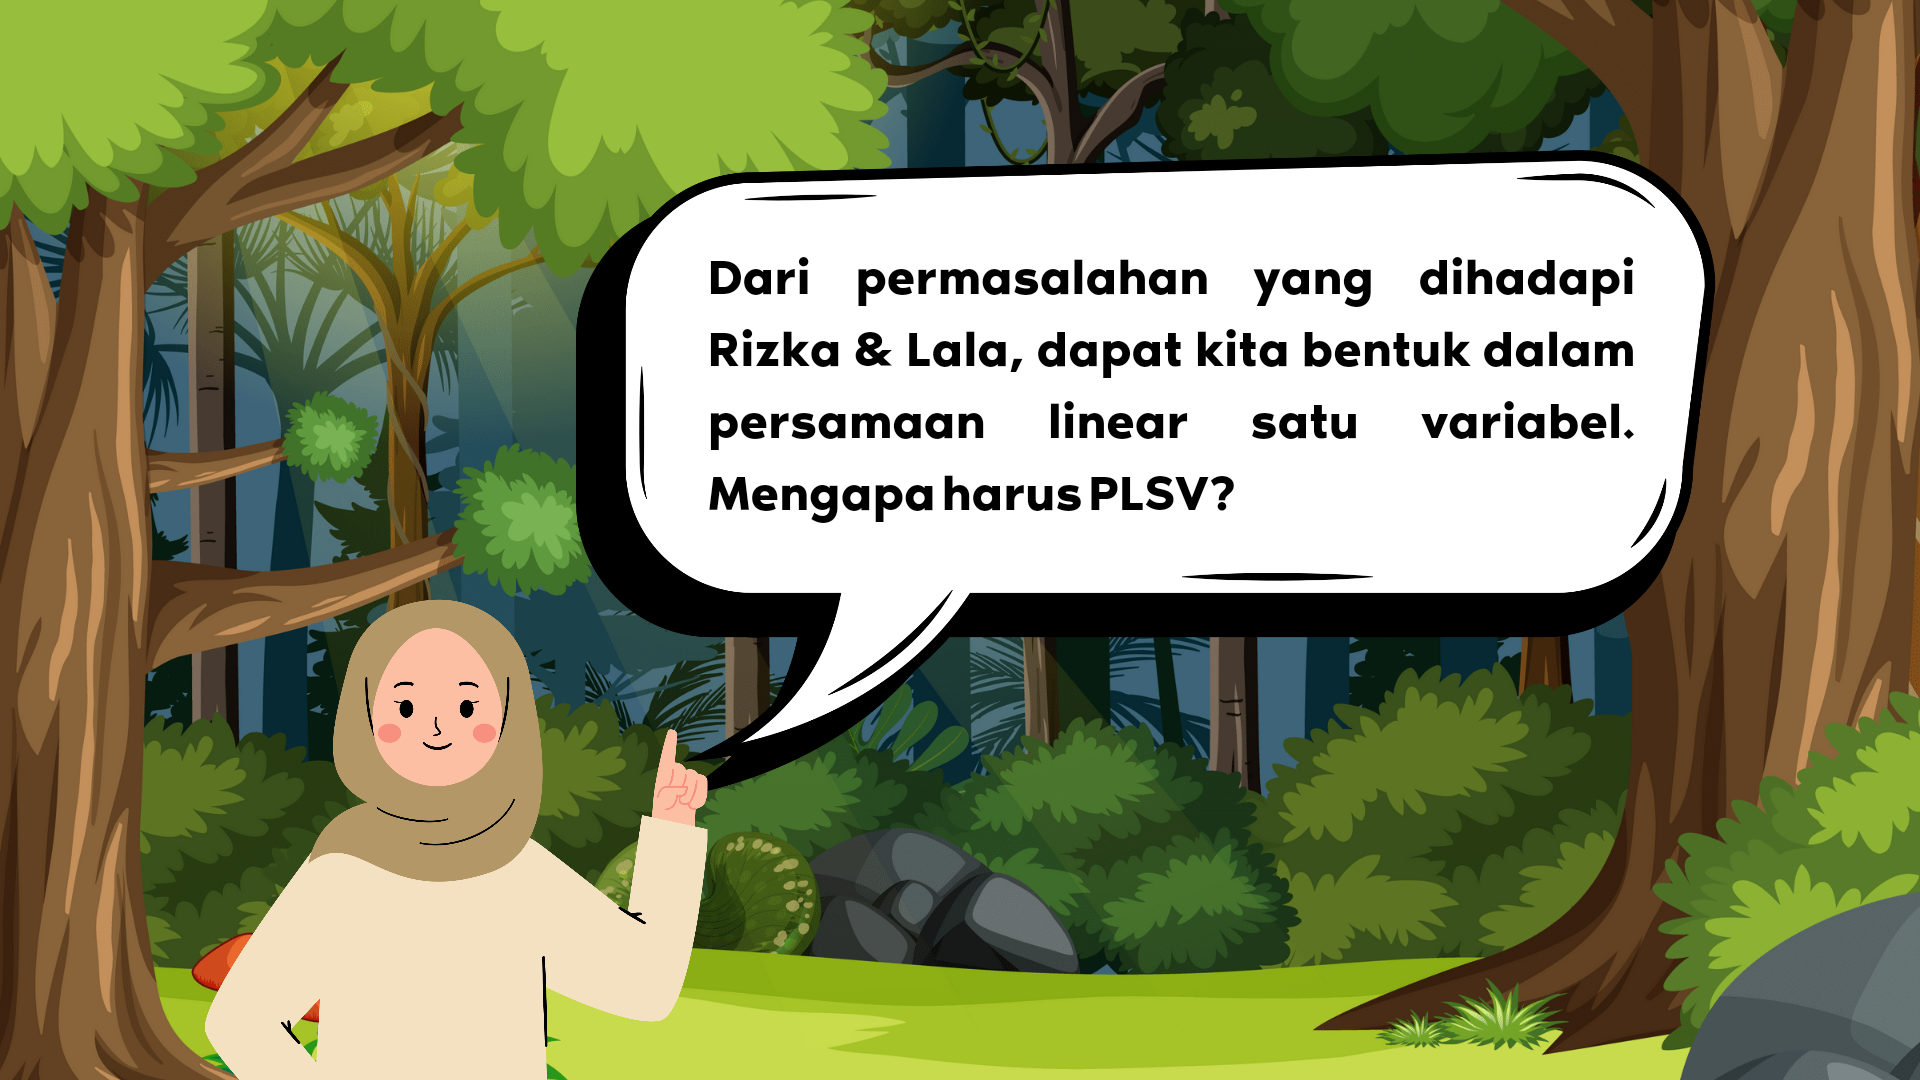 Dari permasalahan yang dihadapi
Rizka & Lala, dapat kita bentuk dalam
persamaan linear satu variabel.
Mengapa harus PLSV?